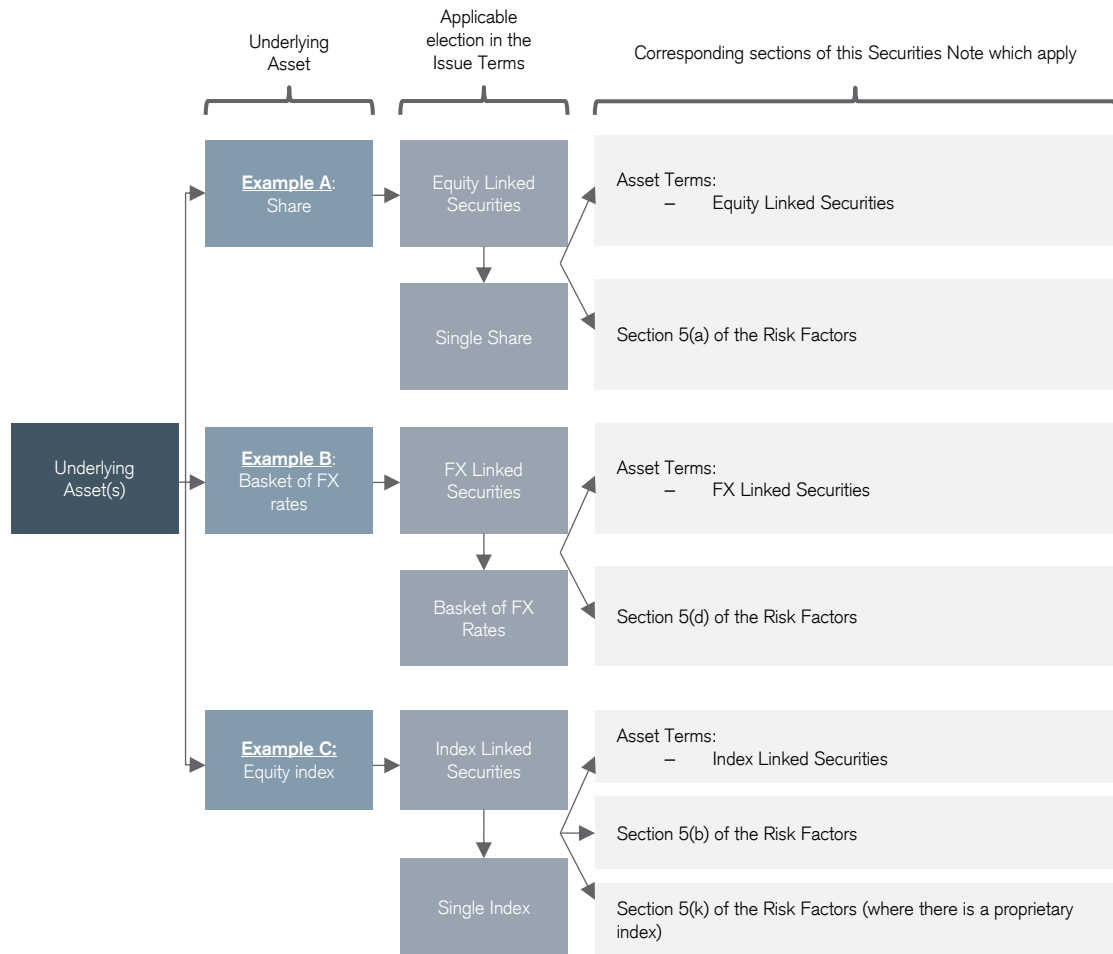 Underlying
Asset
Applicable
election in the
Issue Terms
Corresponding sections of this Securities Note which apply
Example A:
Share
Equity Linked
Securities
Asset Terms:
– Equity Linked Securities
Single Share
Section 5(a) of the Risk Factors
Underlying
Asset(s)
Example B:
Basket of FX
rates
FX Linked
Securities
Asset Terms:
– FX Linked Securities
Basket of FX
Rates
Section 5(d) of the Risk Factors
Example C:
Equity index
Index Linked
Securities
Asset Terms:
– Index Linked Securities
Section 5(b) of the Risk Factors
Single Index
Section 5(k) of the Risk Factors (where there is a proprietary
index)